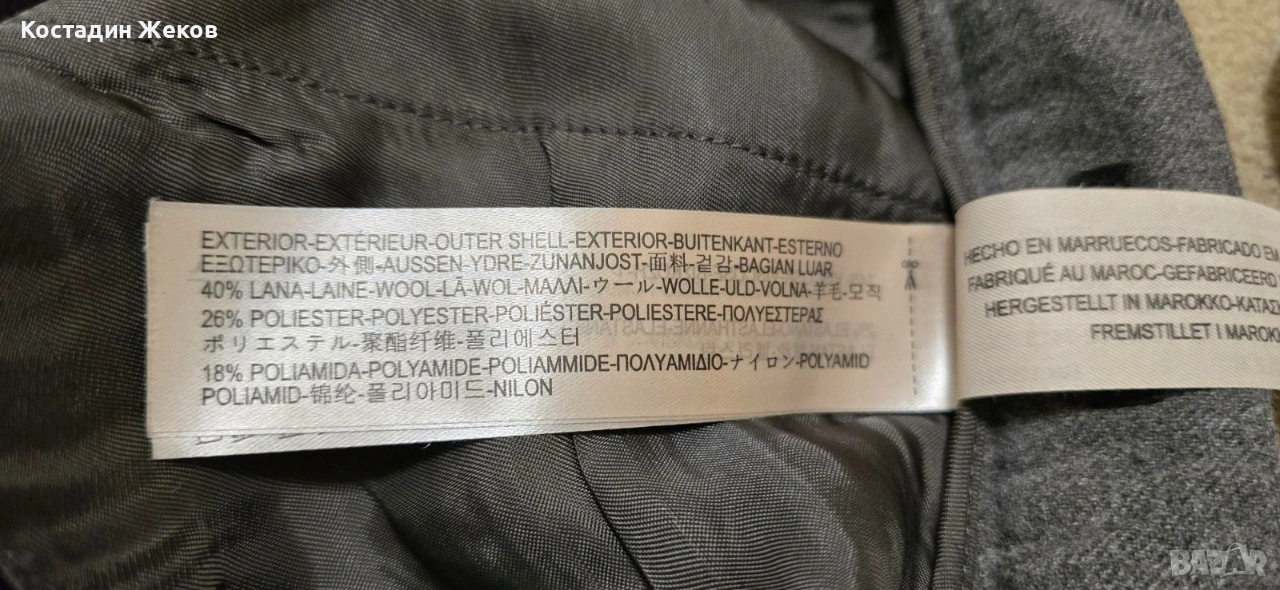 Костадин Жеков
EXTERIOR-EXTÉRIEUR-OUTER SHELL-EXTERIOR-BUITENKANT-ESTERNO
ΕΞΩΤΕΡΙΚΟ-外側-AUSSEN-YDRE-ZUNANJOST-面料-겉감-BAGIAN LUAR
40% LANA-LAINE-WOOL-LÃ-WOL-ΜΑΛΛΙ-ウール-WOLLE-ULD-VOLNA-羊毛-모직
26% POLIESTER-POLYESTER-POLIÉSTER-POLIESTERE-ΠΟΛΥΕΣΤΕΡΑΣ
ポリエステル-聚酯纤维-폴리에스터
18% POLIAMIDA-POLYAMIDE-POLIAMMIDE-ΠΟΛΥΑΜΙΔΙΟ-ナイロン-POLYAMID
POLIAMID-锦纶-폴리아미드-NILON
HECHO EN MARRUECOS-FABRICADO EM
FABRIQUÉ AU MAROC-GEFABRICEERD
HERGESTELLT IN MAROKKO-ΚΑΤΑΣ
FREMSTILLET I MAROK
BAZAR